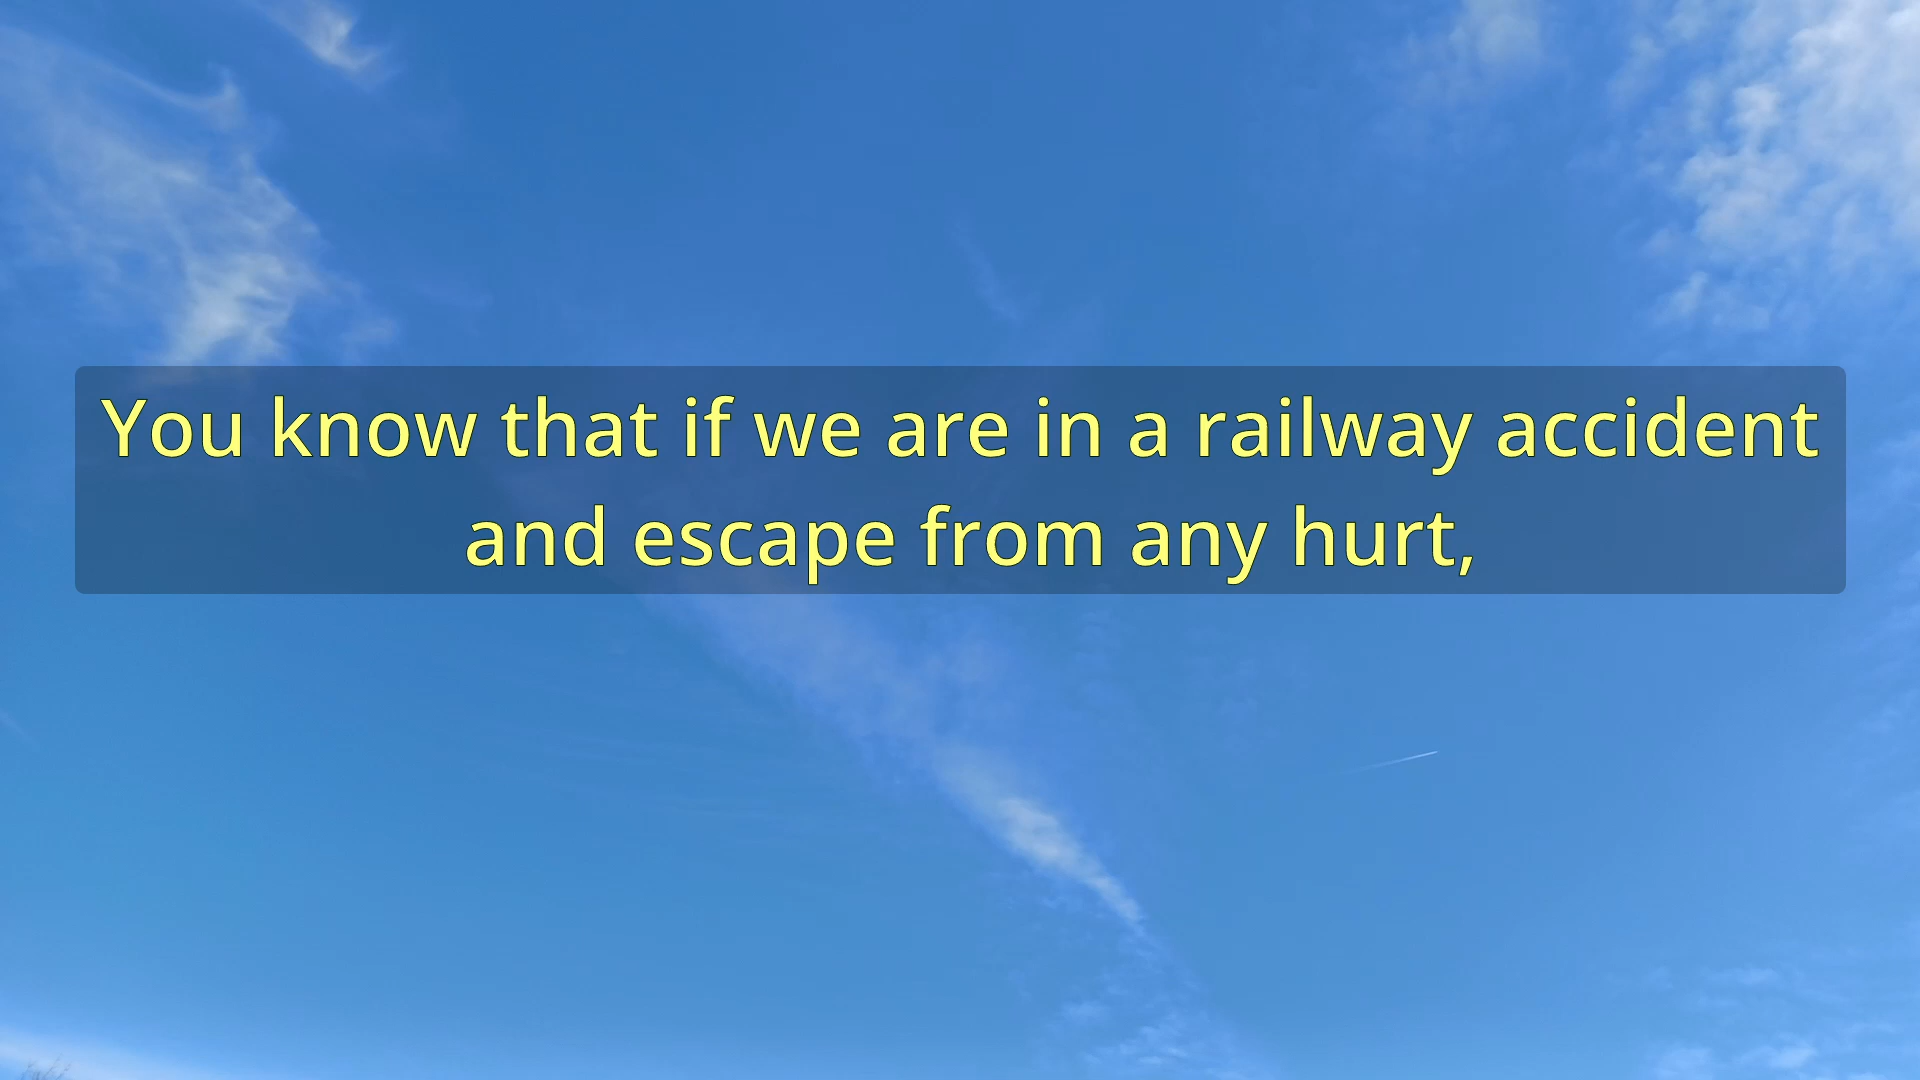 You know that if we are in a railway accident
and escape from any hurt,